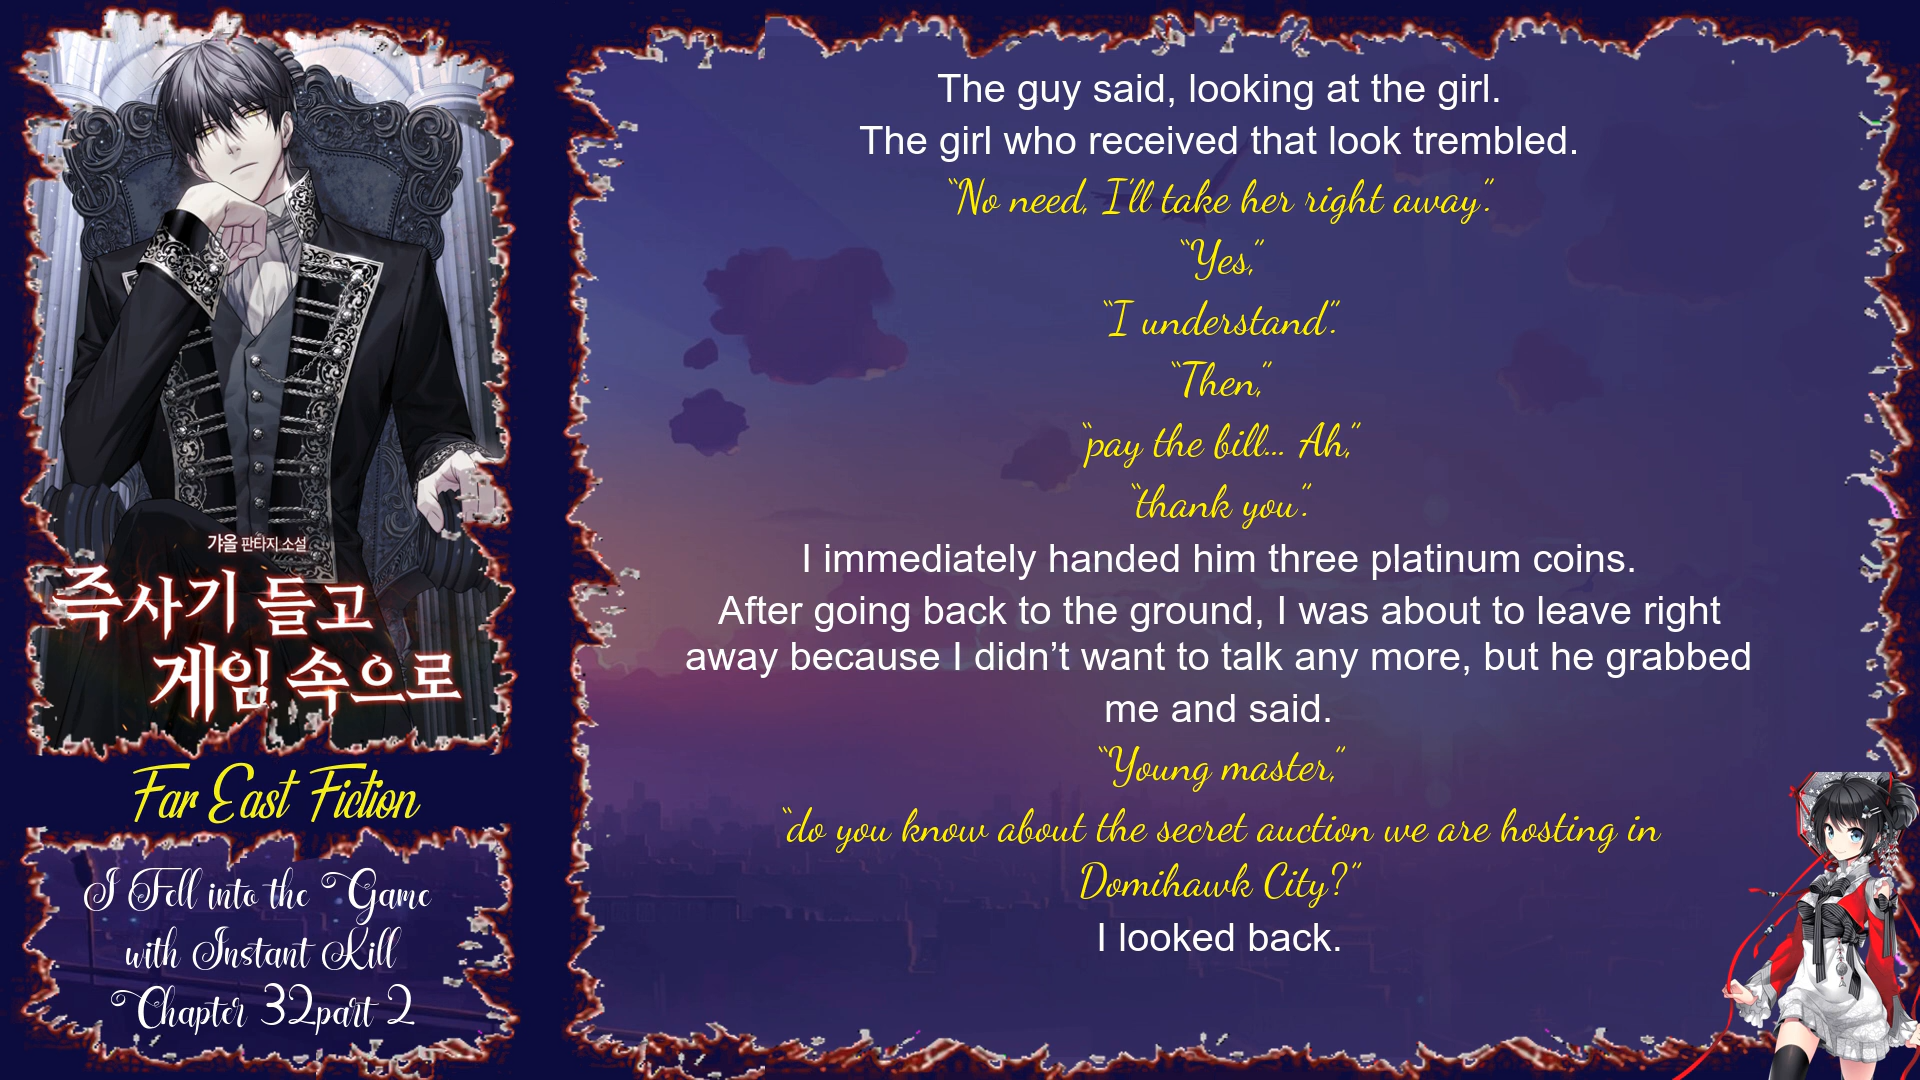 갸올 판타지 소설
즉사기 들고
게임 속으로
Far East Fiction
I Fell into the Game
with Instant Kill
Chapter 32part 2
The guy said, looking at the girl.
The girl who received that look trembled.
“No need, I’ll take her right away”.
“Yes,”
“I understand”.
“Then,”
“pay the bill... Ah,”
“thank you”.
I immediately handed him three platinum coins.
After going back to the ground, I was about to leave right
away because I didn’t want to talk any more, but he grabbed
me and said.
“Young master,”
“do you know about the secret auction we are hosting in
Domihawk City?”
I looked back.